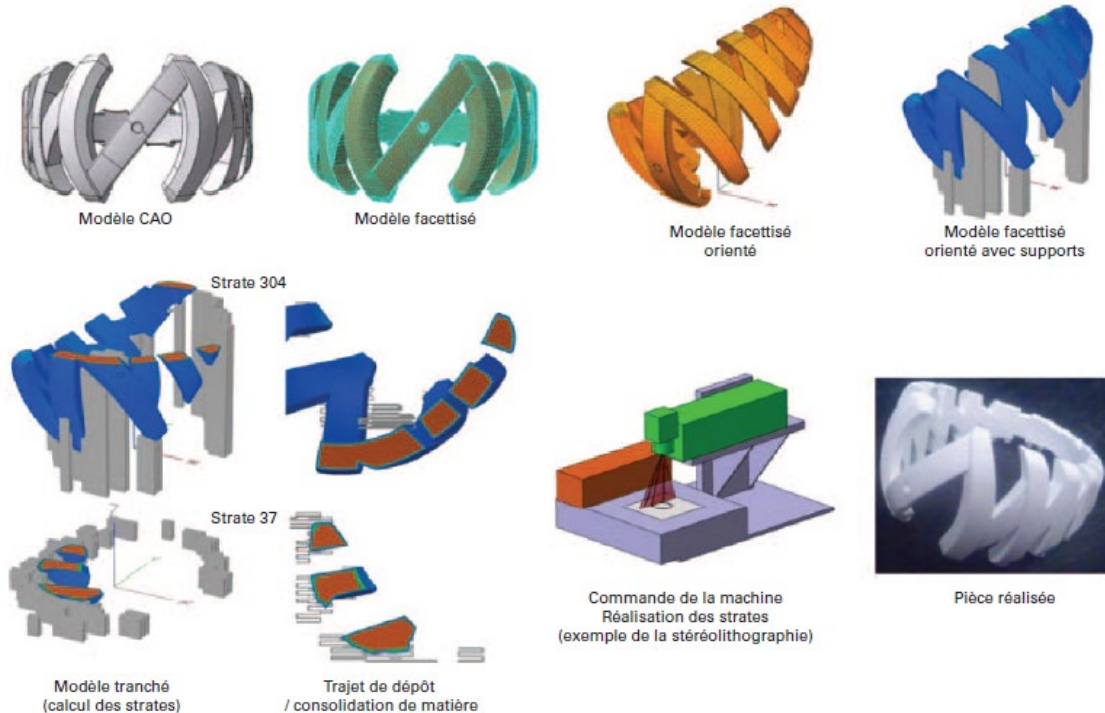 Modèle CAO
Modèle facettisé
Modèle facettisé
orienté
Modèle facettisé
orienté avec supports
Strate 304
Strate 37
Modèle tranché
(calcul des strates)
Trajet de dépôt
/ consolidation de matière
Commande de la machine
Réalisation des strates
(exemple de la stéréolithographie)
Pièce réalisée